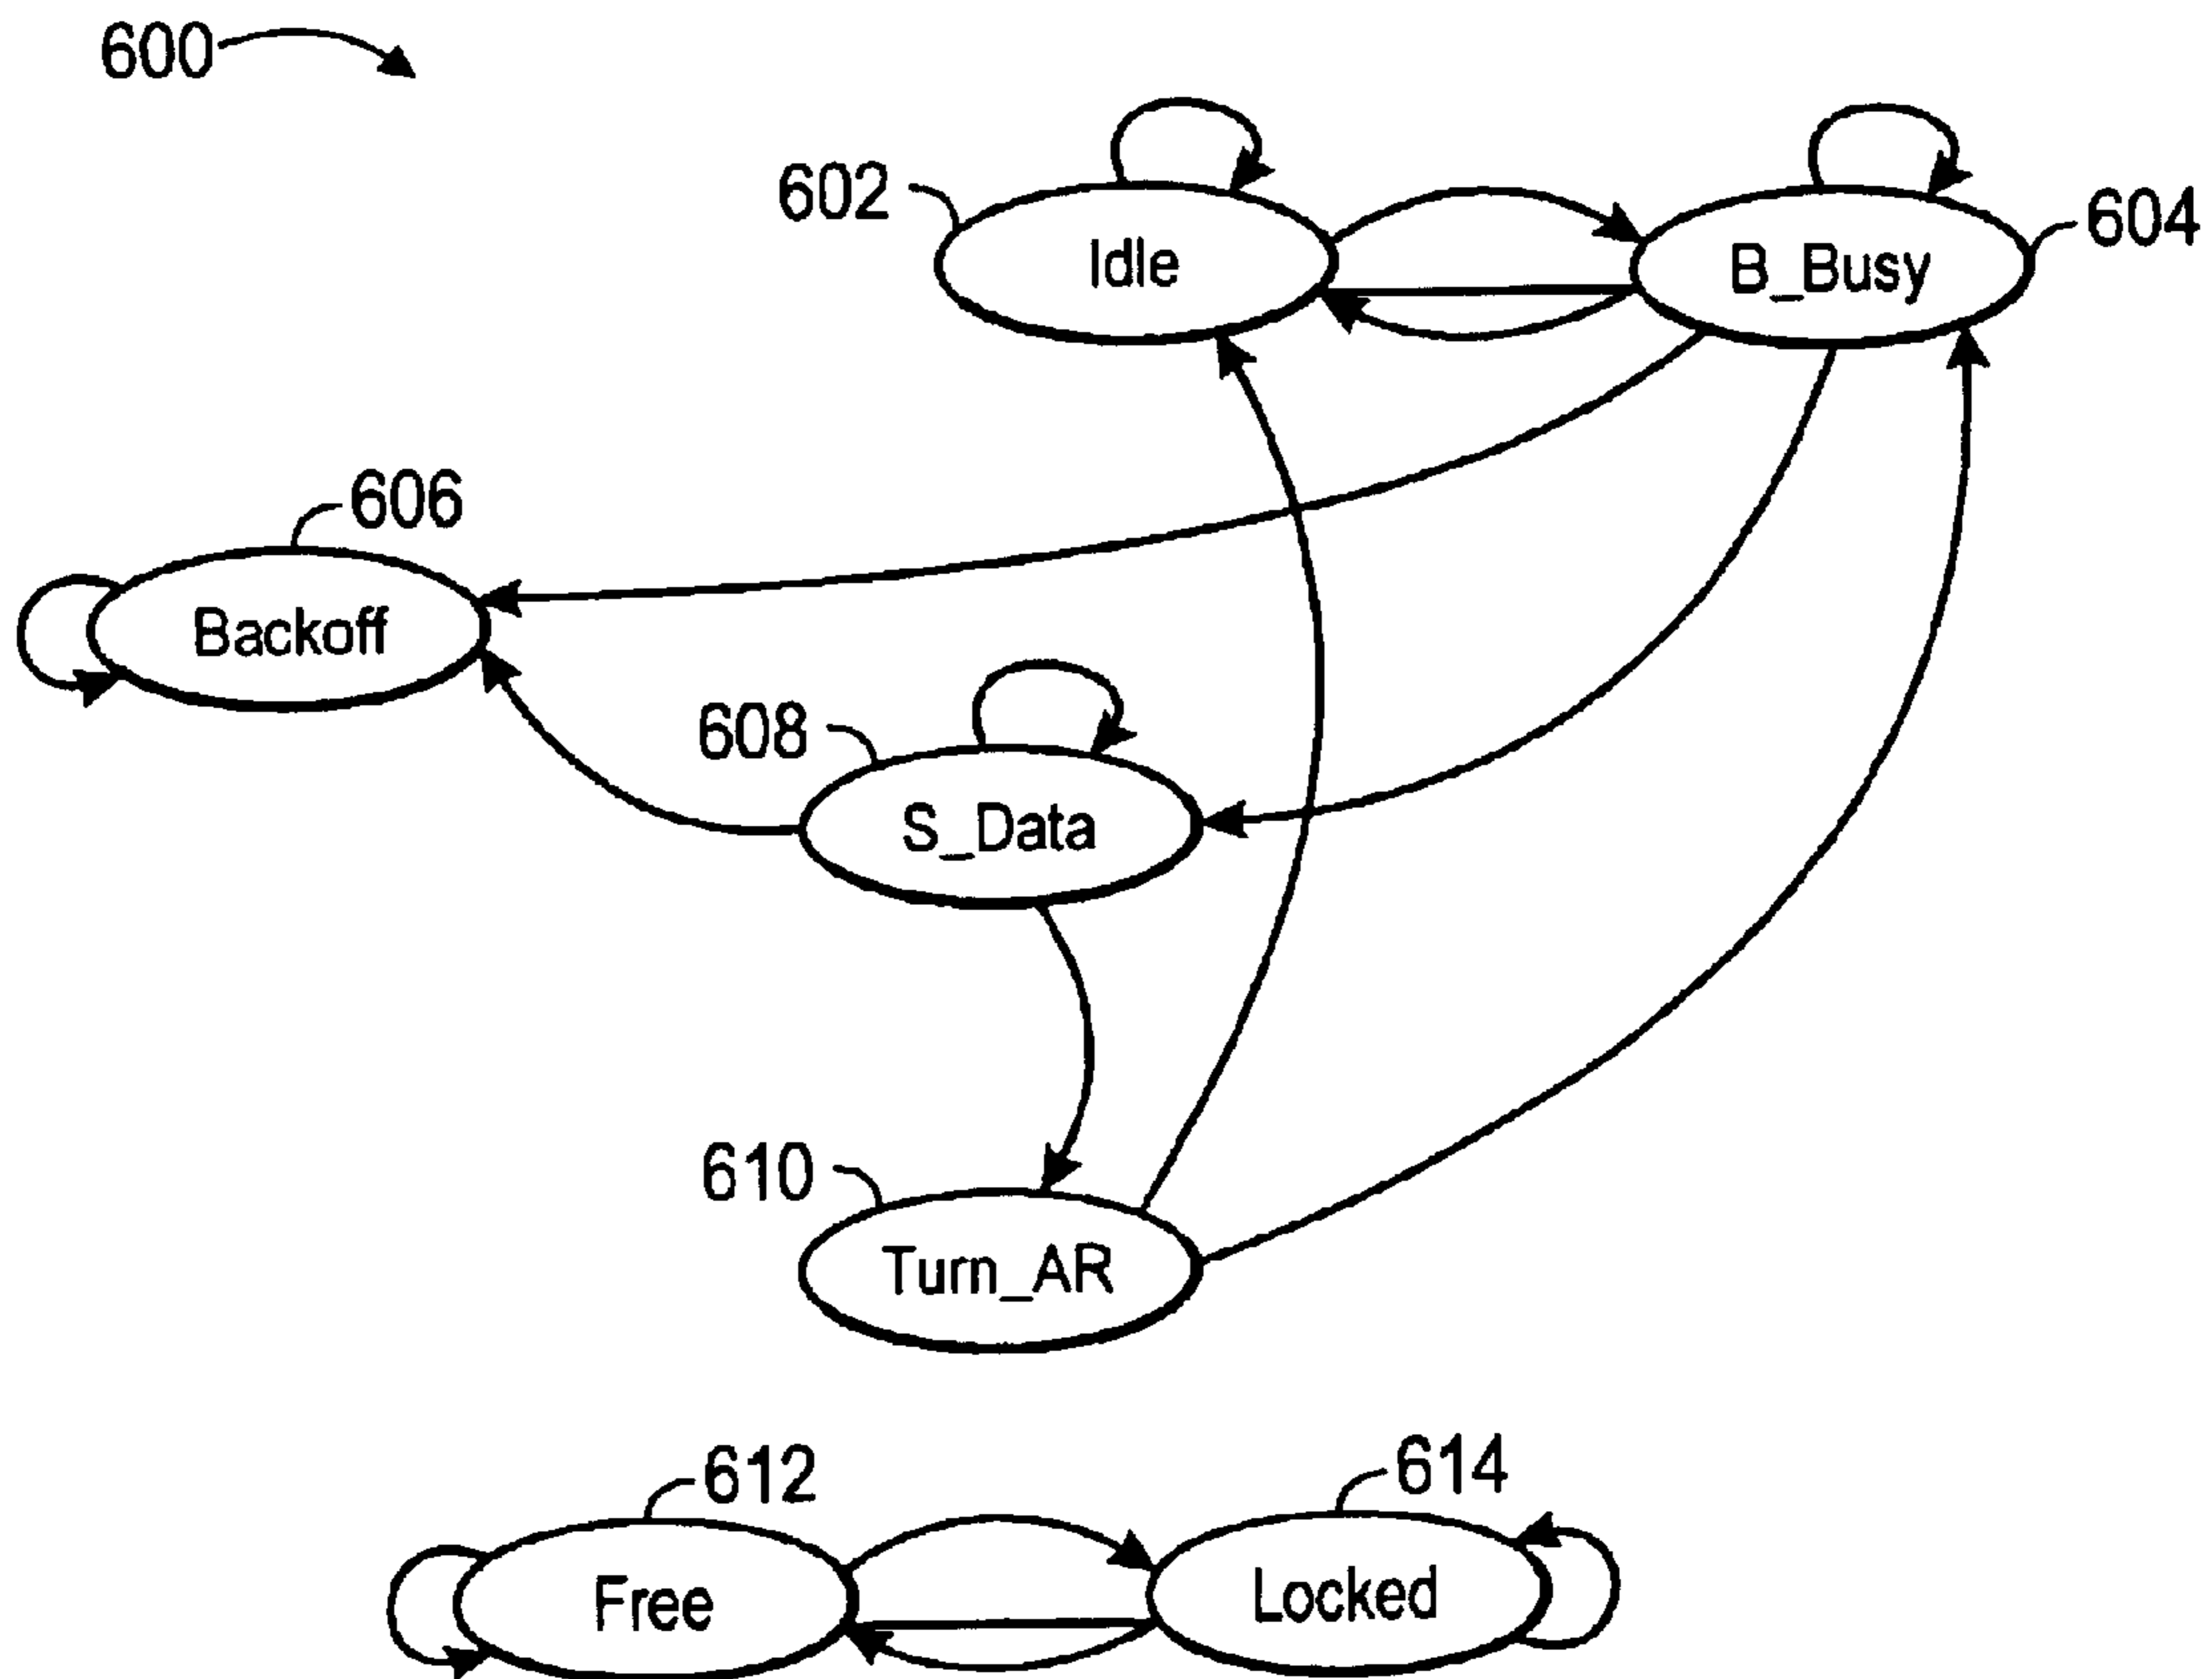 600
602
Idle
B_Busy
604
606
Backoff
608
S_Data
610
Turn_AR
612
614
Free
Locked